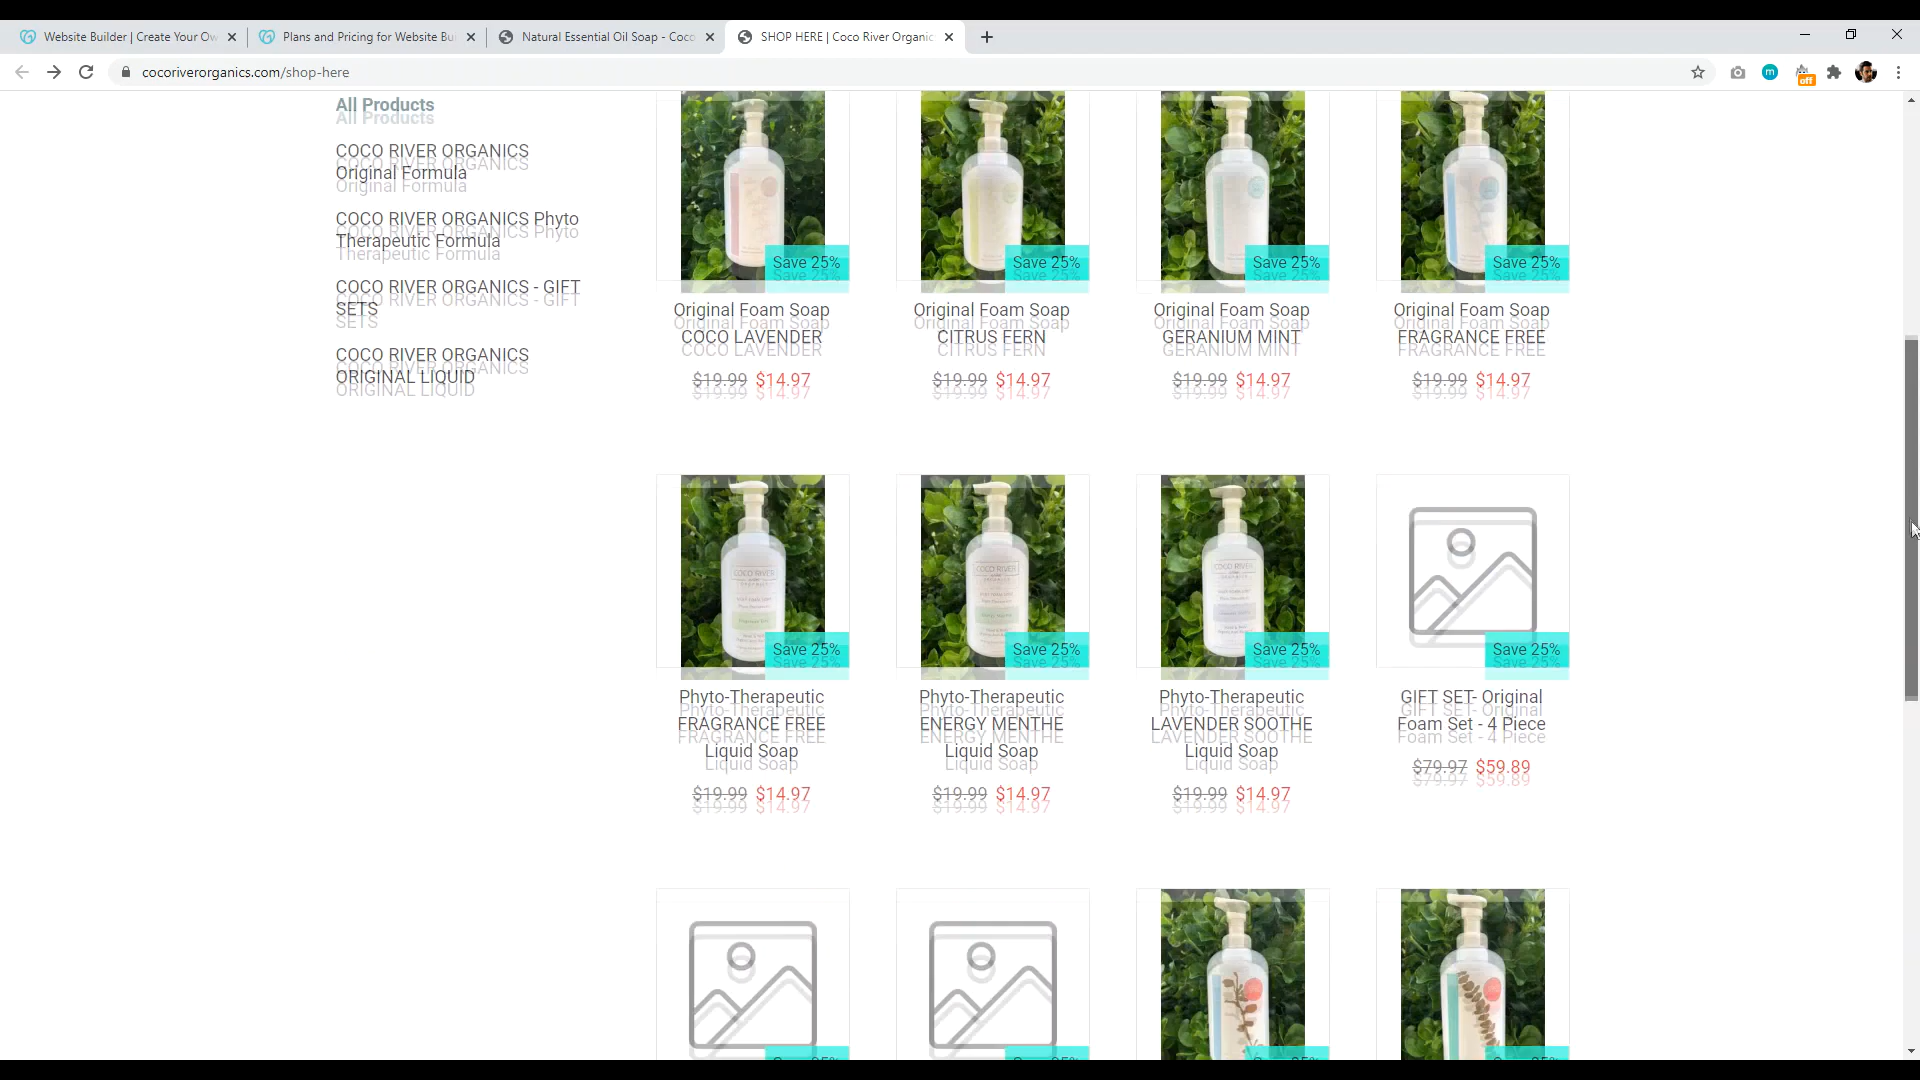 Website Builder | Create Your Ow
Plans and Pricing for Website Bu
Natural Essential Oil Soap - Coco
SHOP HERE | Coco River Organic
cocoriverorganics.com/shop-here
m
off
All Products
COCO RIVER ORGANICS
Original Formula
COCO RIVER ORGANICS Phyto
Therapeutic Formula
COCO RIVER ORGANICS - GIFT
SETS
COCO RIVER ORGANICS
ORIGINAL LIQUID
Save 25%
Save 25%
Save 25%
Save 25%
Original Foam Soap
COCO LAVENDER
$19.99 $14.97
Original Foam Soap
CITRUS FERN
$19.99 $14.97
Original Foam Soap
GERANIUM MINT
$19.99 $14.97
Original Foam Soap
FRAGRANCE FREE
$19.99 $14.97
COCO RIVER
COCO RIVER
COCO RIVER
Save 25%
Save 25%
Save 25%
Save 25%
Phyto-Therapeutic
FRAGRANCE FREE
Liquid Soap
$19.99 $14.97
Phyto-Therapeutic
ENERGY MENTHE
Liquid Soap
$19.99 $14.97
Phyto-Therapeutic
LAVENDER SOOTHE
Liquid Soap
$19.99 $14.97
GIFT SET- Original
Foam Set - 4 Piece
$79.97 $59.89